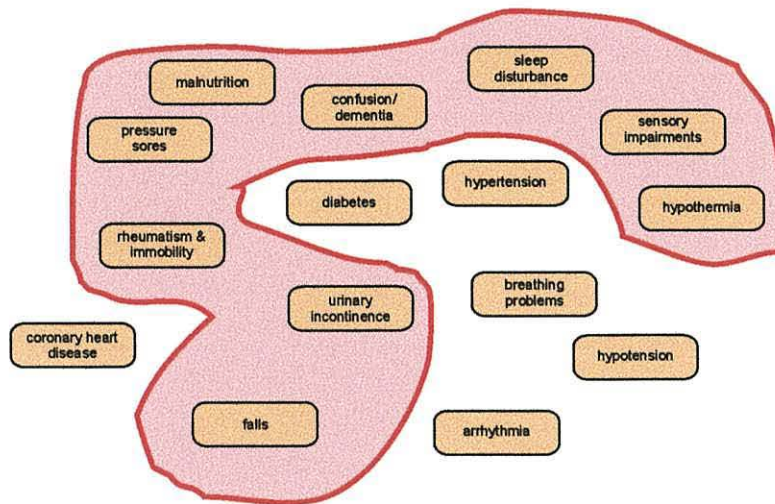 sleep
disturbance
malnutrition
confusion/
dementia
sensory
impairments
pressure
sores
hypertension
diabetes
hypothermia
rheumatism &
immobility
breathing
problems
urinary
incontinence
coronary heart
disease
hypotension
falls
arrhythmia